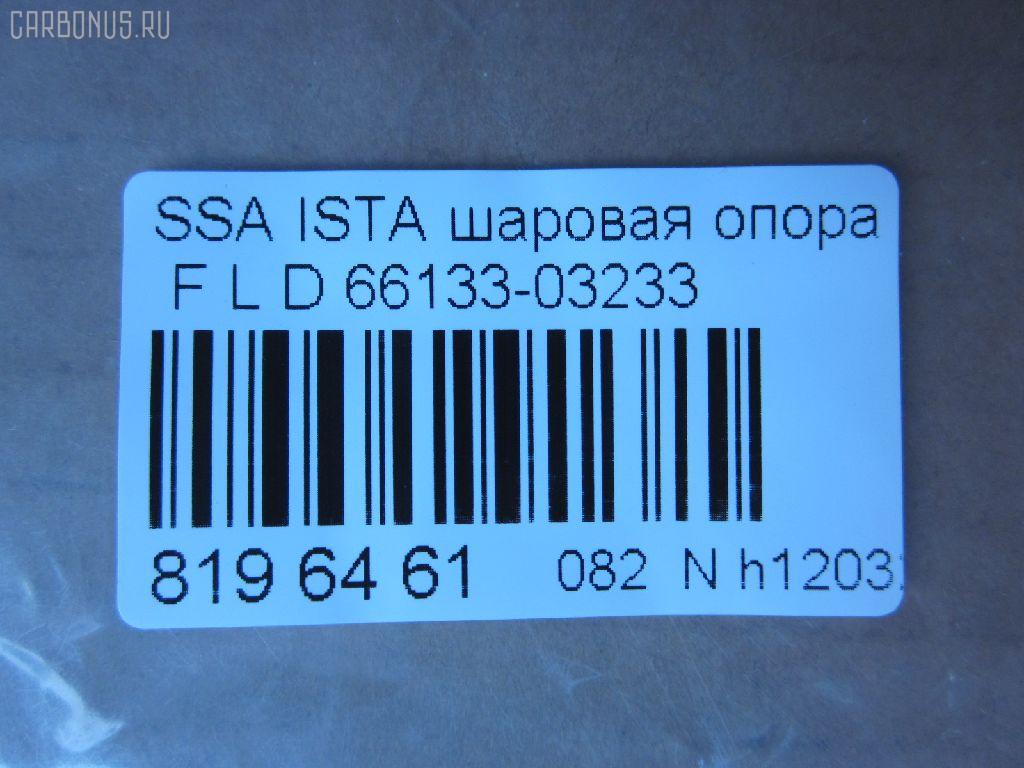 CARBONUS.RU
SSA ISTA шаровая опора
F L D 66133-03233
819 64 61 082 N h1203